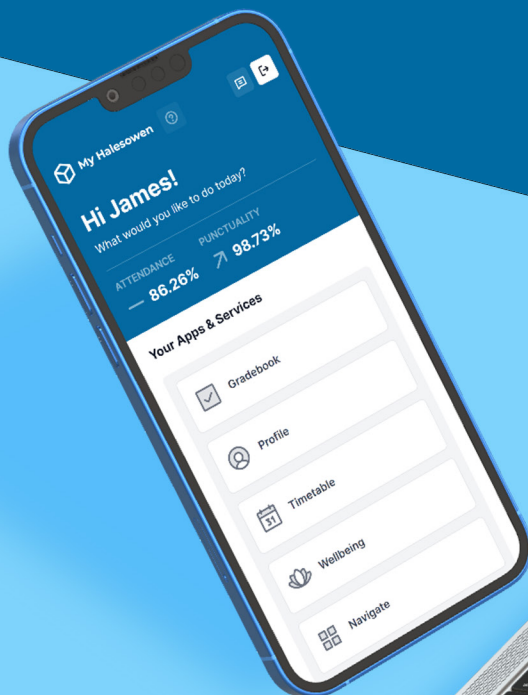 My Halesowen
Hi James!
What would you like to do today?
ATTENDANCE
86.26%
PUNCTUALITY
98.73%
Your Apps & Services
Gradebook
Profile
31
Timetable
Wellbeing
Navigate